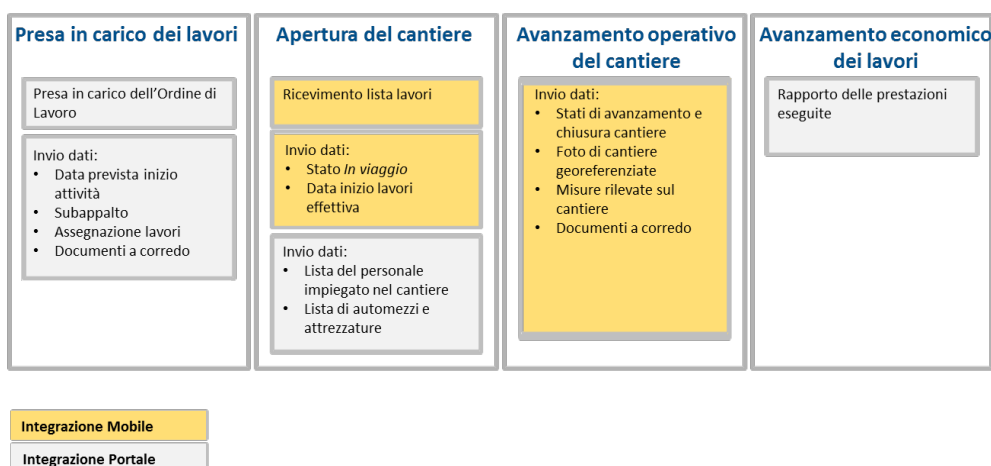 Presa in carico dei lavori
Presa in carico dell'Ordine di
Lavoro
Invio dati:
• Data prevista inizio
attività
• Subappalto
• Assegnazione lavori
• Documenti a corredo
Apertura del cantiere
Ricevimento lista lavori
Invio dati:
• Stato In viaggio
• Data inizio lavori
effettiva
Invio dati:
• Lista del personale
impiegato nel cantiere
• Lista di automezzi e
attrezzature
Avanzamento operativo
del cantiere
Invio dati:
• Stati di avanzamento e
chiusura cantiere
• Foto di cantiere
georeferenziate
• Misure rilevate sul
cantiere
• Documenti a corredo
Avanzamento economico
dei lavori
Rapporto delle prestazioni
eseguite
Integrazione Mobile
Integrazione Portale